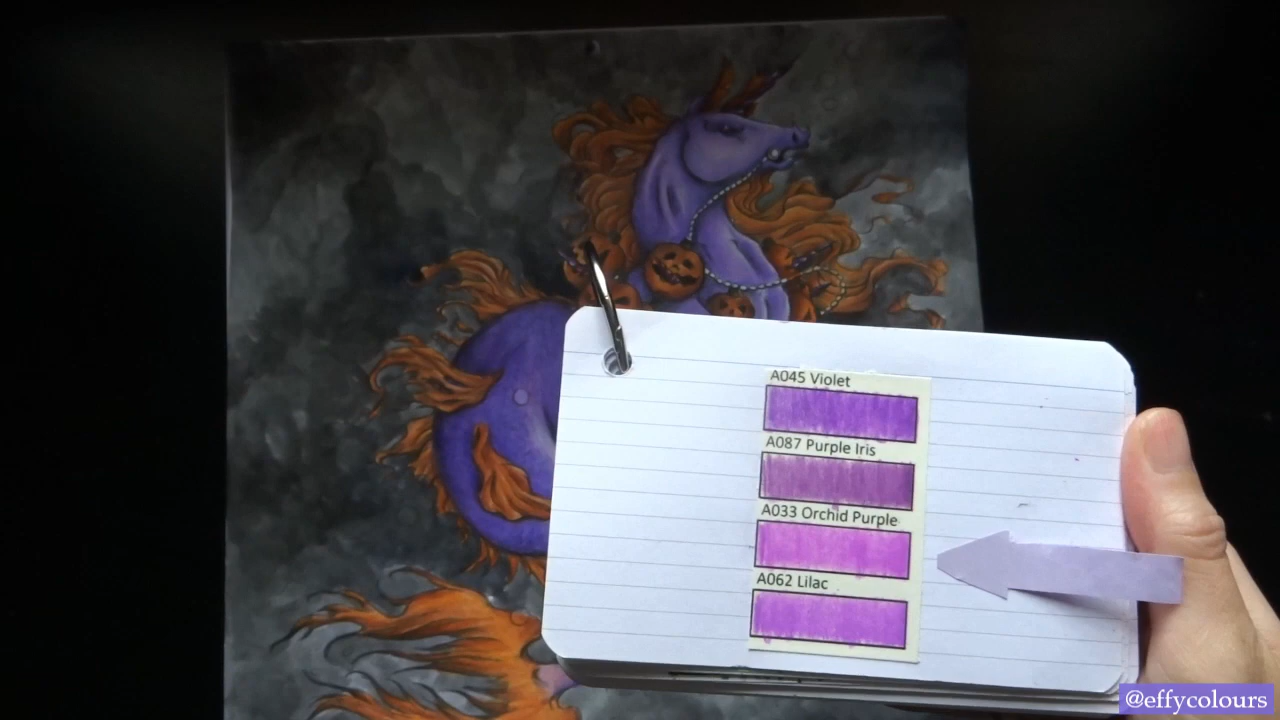 A045 Violet
A087 Purple Iris
A033 Orchid Purple
A062 Lilac
@effycolours